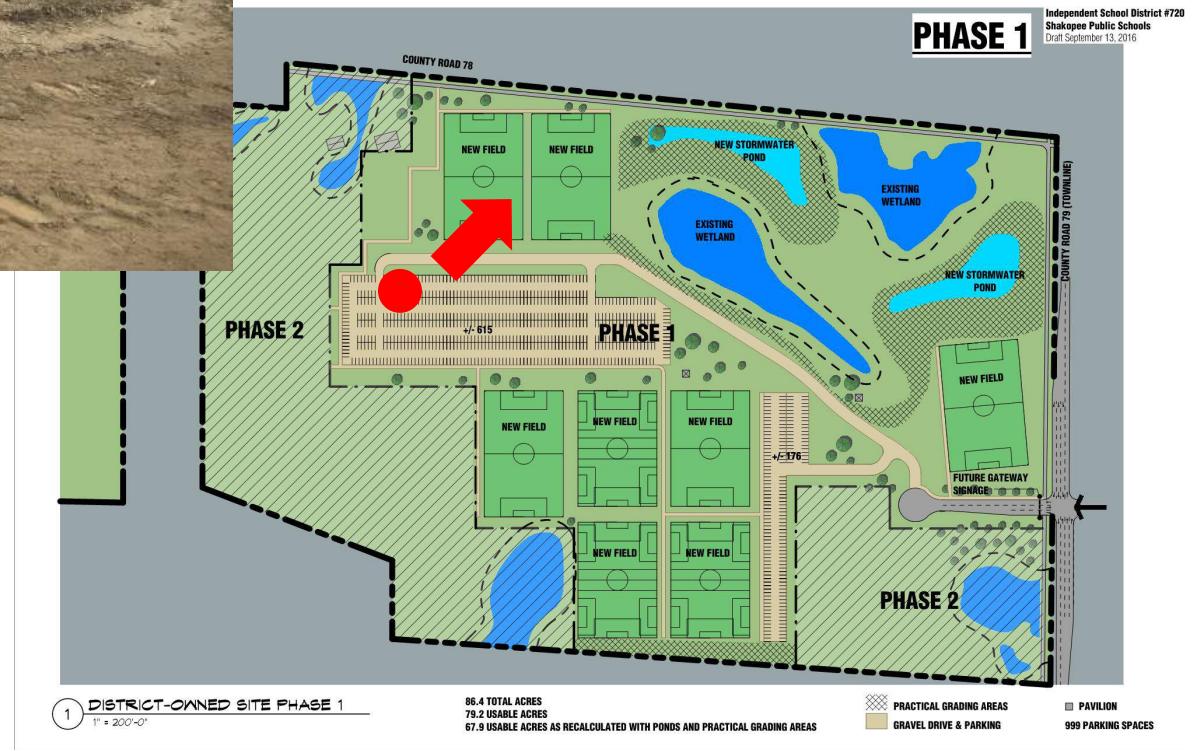 PHASE 1
Independent School District #720
Shakopee Public Schools
Draft September 13, 2016
COUNTY ROAD 78
NEW FIELD
NEW FIELD
NEW STORMWATER
POND
EXISTING
WETLAND
EXISTING
WETLAND
COUNTY ROAD 79 (TOWNLINE)
NEW STORMWATER
POND
PHASE 2
+/- 615
PHASE 1
NEW FIELD
NEW FIELD
NEW FIELD
NEW FIELD
+/- 176
FUTURE GATEWAY
SIGNAGE
NEW FIELD
NEW FIELD
PHASE 2
1
DISTRICT-OWNED SITE PHASE 1
1" = 200'-0"
86.4 TOTAL ACRES
79.2 USABLE ACRES
67.9 USABLE ACRES AS RECALCULATED WITH PONDS AND PRACTICAL GRADING AREAS
PRACTICAL GRADING AREAS
GRAVEL DRIVE & PARKING
PAVILION
999 PARKING SPACES